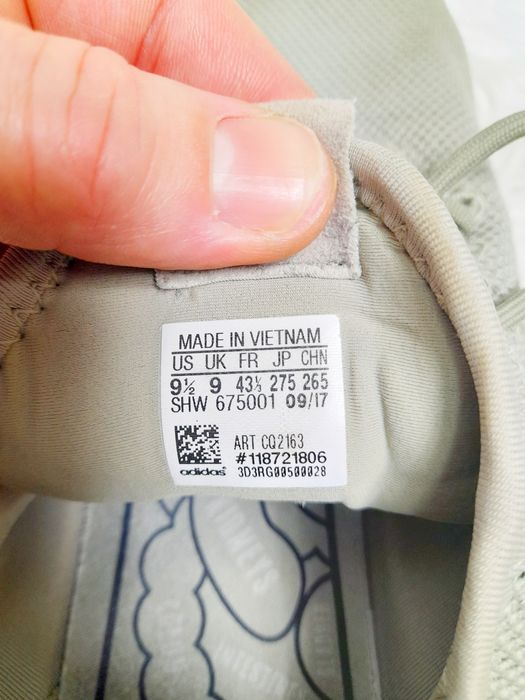 MADE IN VIETNAM
US UK FR JP CHN
9½ 9 43⅓ 275 265
SHW 675001 09/17
ART CQ2163
#118721806
adidas 3D3RG00500028